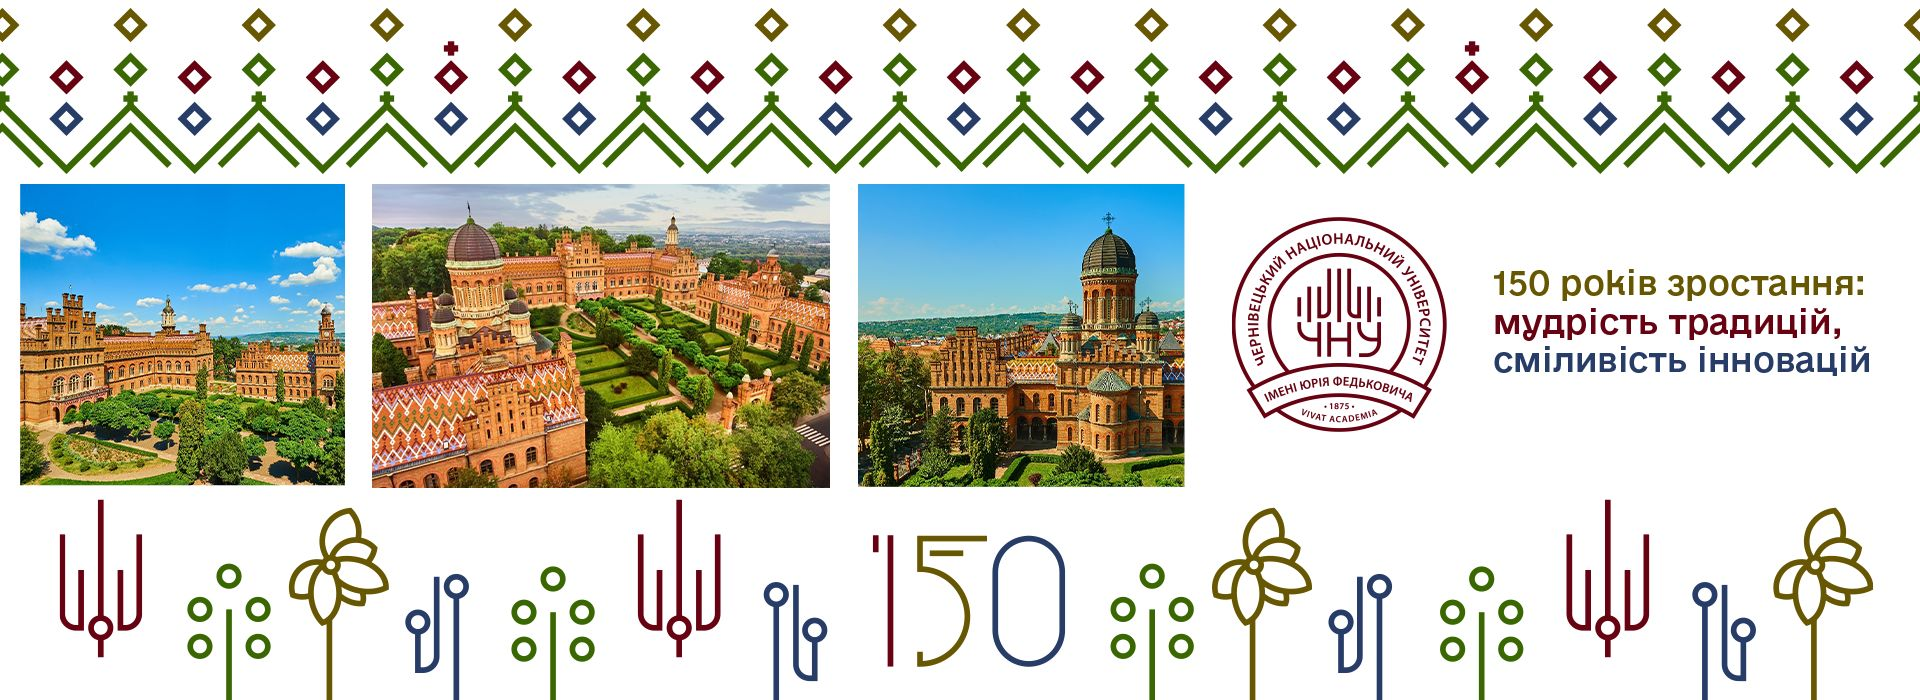 ЧЕРНІВЕЦЬКИЙ НАЦІОНАЛЬНИЙ УНІВЕРСИТЕТ
ЧНУ
ІМЕНІ ЮРІЯ ФЕДЬКОВИЧА
• 1875 •
VIVAT ACADEMIA
150 років зростання:
мудрість традицій,
сміливість інновацій
150